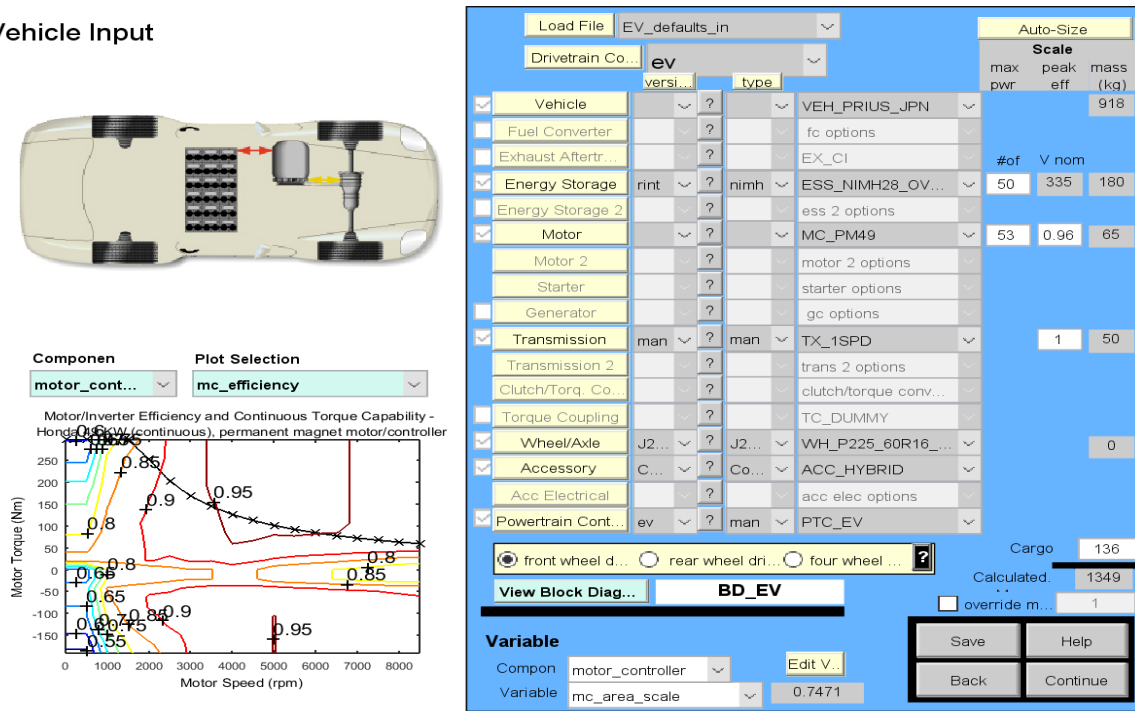 Vehicle Input
Load File EV_defaults_in Auto-Size
Drivetrain Co... ev Scale
max peak mass
pwr eff (kg)
versi... type
Vehicle ? VEH_PRIUS_JPN 918
Fuel Converter ? fc options
Exhaust Aftertr... ? EX_CI #of V nom
Energy Storage rint ? nimh ESS_NIMH28_OV... 50 335 180
Energy Storage 2 ? ess 2 options
Motor ? MC_PM49 53 0.96 65
Motor 2 ? motor 2 options
Starter ? starter options
Generator ? gc options
Transmission man ? man TX_1SPD 1 50
Transmission 2 ? trans 2 options
Clutch/Torq. Co... ? clutch/torque conv...
Torque Coupling ? TC_DUMMY
Wheel/Axle J2... ? J2... WH_P225_60R16_... 0
Accessory C... ? Co... ACC_HYBRID
Acc Electrical ? acc elec options
Powertrain Cont... ev ? man PTC_EV
front wheel d... rear wheel dri... four wheel ... ?
Cargo 136
Calculated. 1349
override m... 1
View Block Diag... BD_EV
Variable
Compon motor_controller Edit V..
Variable mc_area_scale 0.7471
Save Help
Back Continue
Componen Plot Selection
motor_cont... mc_efficiency
Motor/Inverter Efficiency and Continuous Torque Capability -
Honda 49 KW (continuous), permanent magnet motor/controller
Motor Torque (Nm)
250
200
150
100
50
0
-50
-100
-150
0.6 0.85 0.9 0.95
0.8
0.8 0.8
0.65 0.85
0.65
0.75 0.85 0.9 0.95
0.55
0 1000 2000 3000 4000 5000 6000 7000 8000
Motor Speed (rpm)